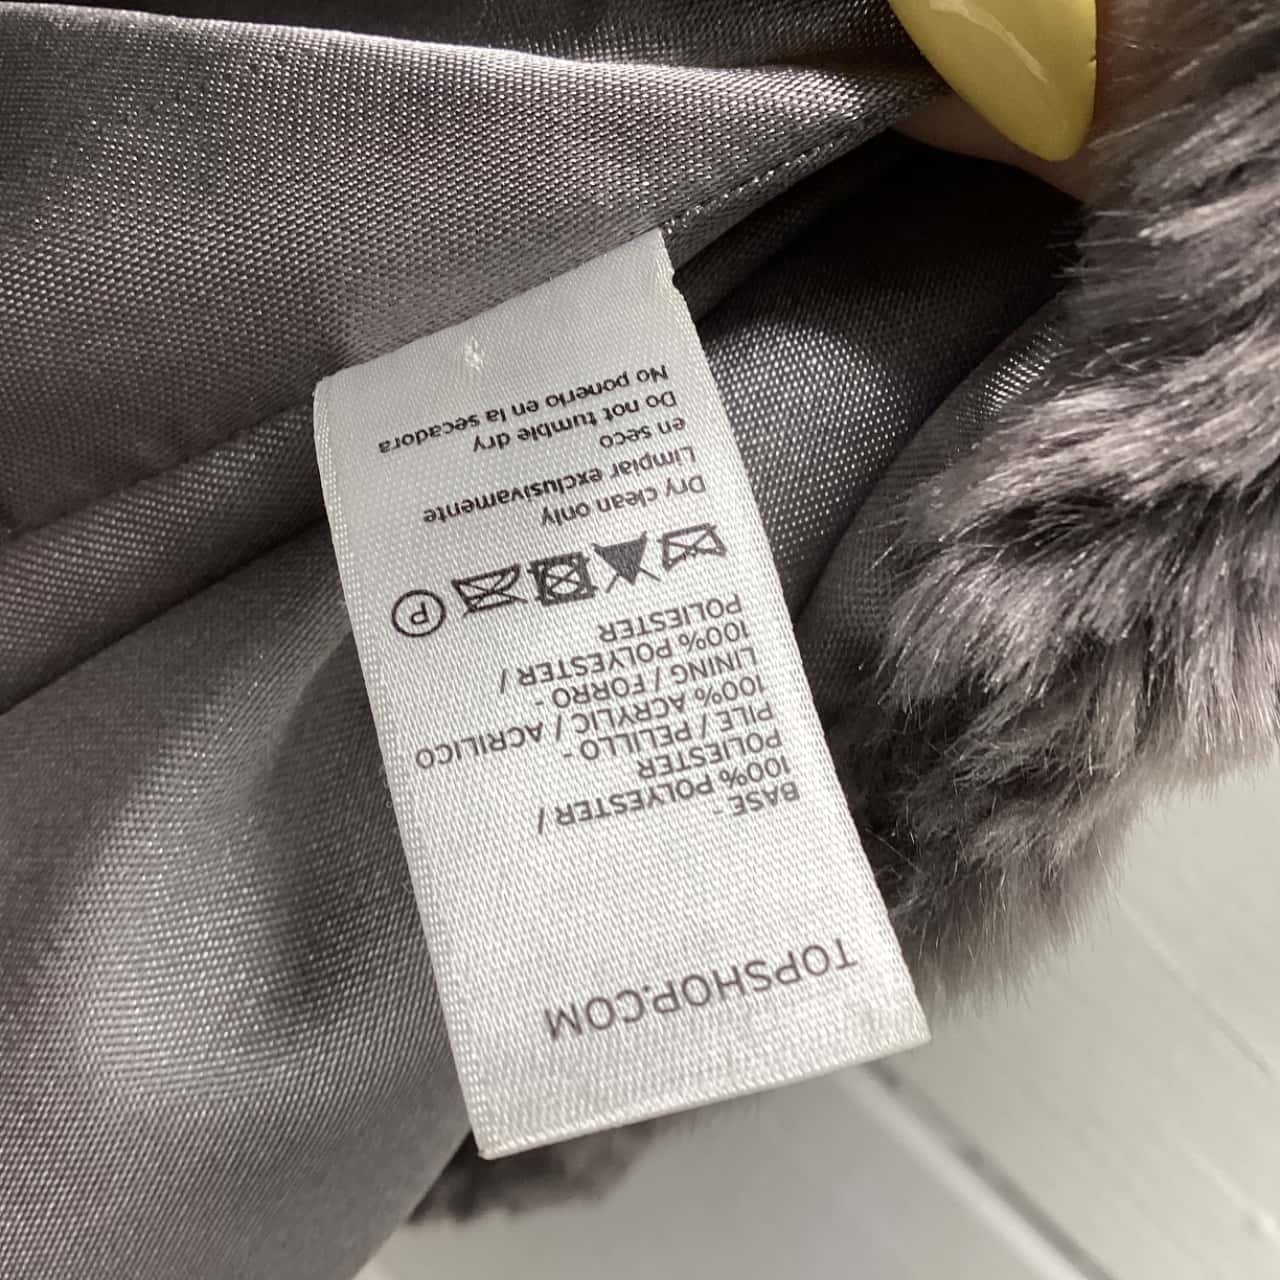 TOPSHOP.COM
BASE -
100% POLYESTER /
POLIESTER
PILE / PELILLO -
100% ACRYLIC / ACRILICO
LINING / FORRO -
100% POLYESTER /
POLIESTER
P
Dry clean only
Limpiar exclusivamente
en seco
Do not tumble dry
No ponerlo en la secadora